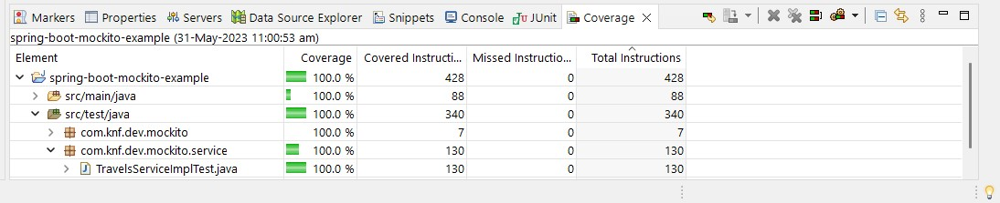 Markers Properties Servers Data Source Explorer Snippets Console JUnit Coverage
spring-boot-mockito-example (31-May-2023 11:00:53 am)
Element Coverage Covered Instructi... Missed Instructio... Total Instructions
spring-boot-mockito-example 100.0 % 428 0 428
src/main/java 100.0 % 88 0 88
src/test/java 100.0 % 340 0 340
com.knf.dev.mockito 100.0 % 7 0 7
com.knf.dev.mockito.service 100.0 % 130 0 130
TravelsServiceImplTest.java 100.0 % 130 0 130